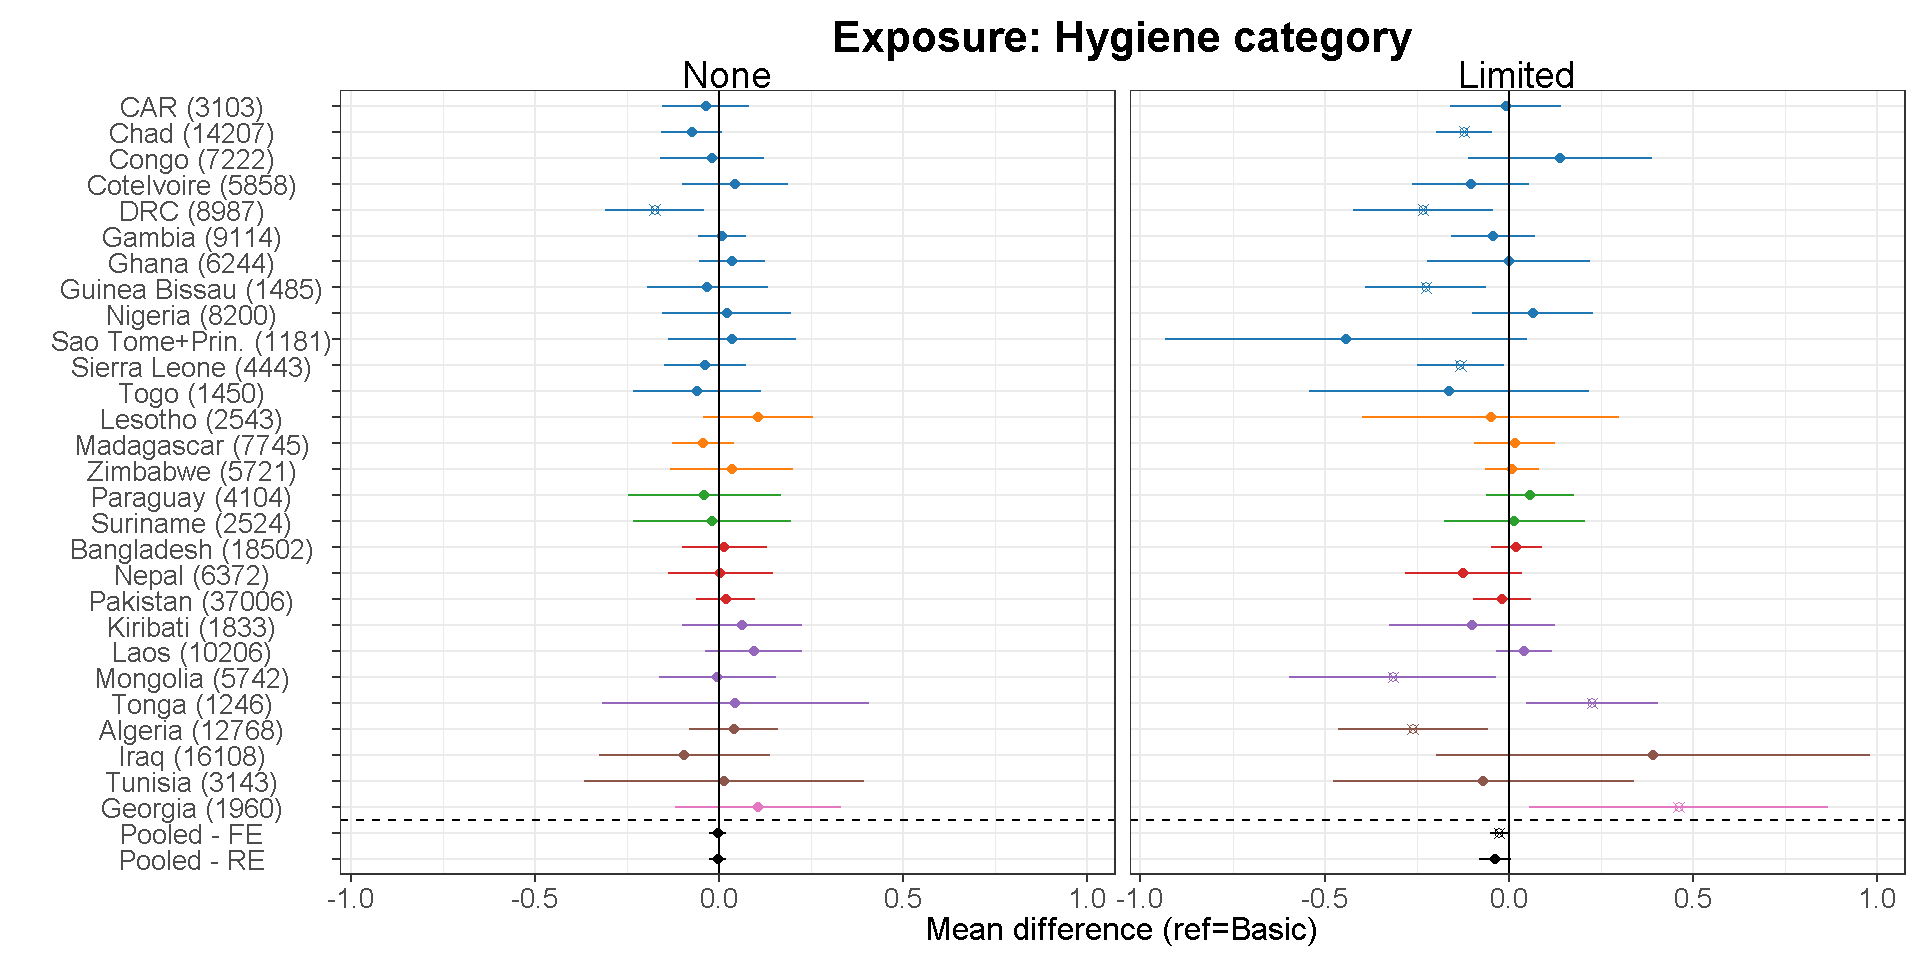 Exposure: Hygiene category
None
Limited
CAR (3103)
Chad (14207)
Congo (7222)
CoteIvoire (5858)
DRC (8987)
Gambia (9114)
Ghana (6244)
Guinea Bissau (1485)
Nigeria (8200)
Sao Tome+Prin. (1181)
Sierra Leone (4443)
Togo (1450)
Lesotho (2543)
Madagascar (7745)
Zimbabwe (5721)
Paraguay (4104)
Suriname (2524)
Bangladesh (18502)
Nepal (6372)
Pakistan (37006)
Kiribati (1833)
Laos (10206)
Mongolia (5742)
Tonga (1246)
Algeria (12768)
Iraq (16108)
Tunisia (3143)
Georgia (1960)
Pooled - FE
Pooled - RE
-1.0 -0.5 0.0 0.5 1.0
-1.0 -0.5 0.0 0.5 1.0
Mean difference (ref=Basic)